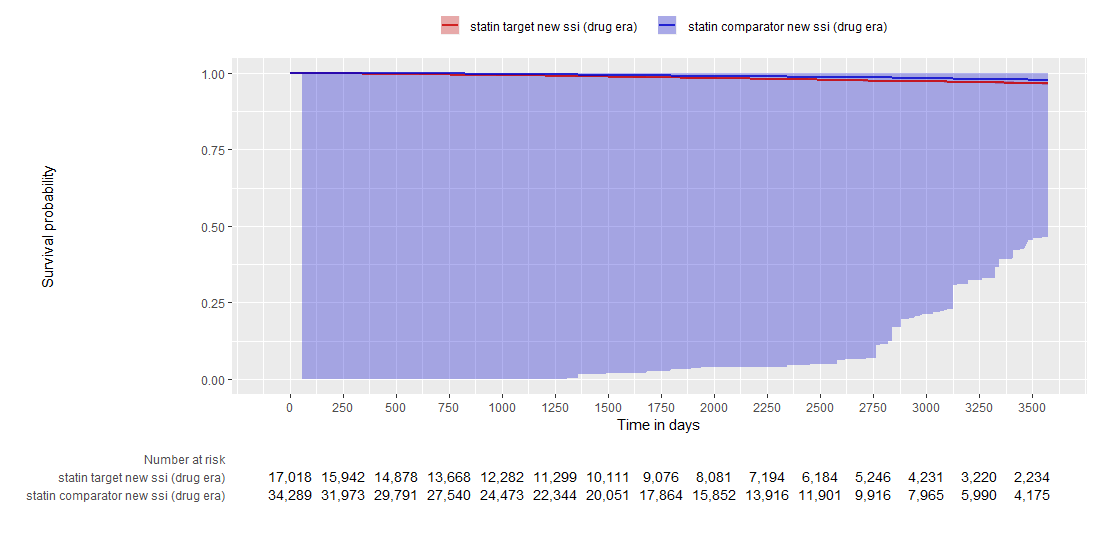 statin target new ssi (drug era) statin comparator new ssi (drug era)
1.00
0.75
0.50
0.25
0.00
Survival probability
0 250 500 750 1000 1250 1500 1750 2000 2250 2500 2750 3000 3250 3500
Time in days
Number at risk
statin target new ssi (drug era) 17,018 15,942 14,878 13,668 12,282 11,299 10,111 9,076 8,081 7,194 6,184 5,246 4,231 3,220 2,234
statin comparator new ssi (drug era) 34,289 31,973 29,791 27,540 24,473 22,344 20,051 17,864 15,852 13,916 11,901 9,916 7,965 5,990 4,175